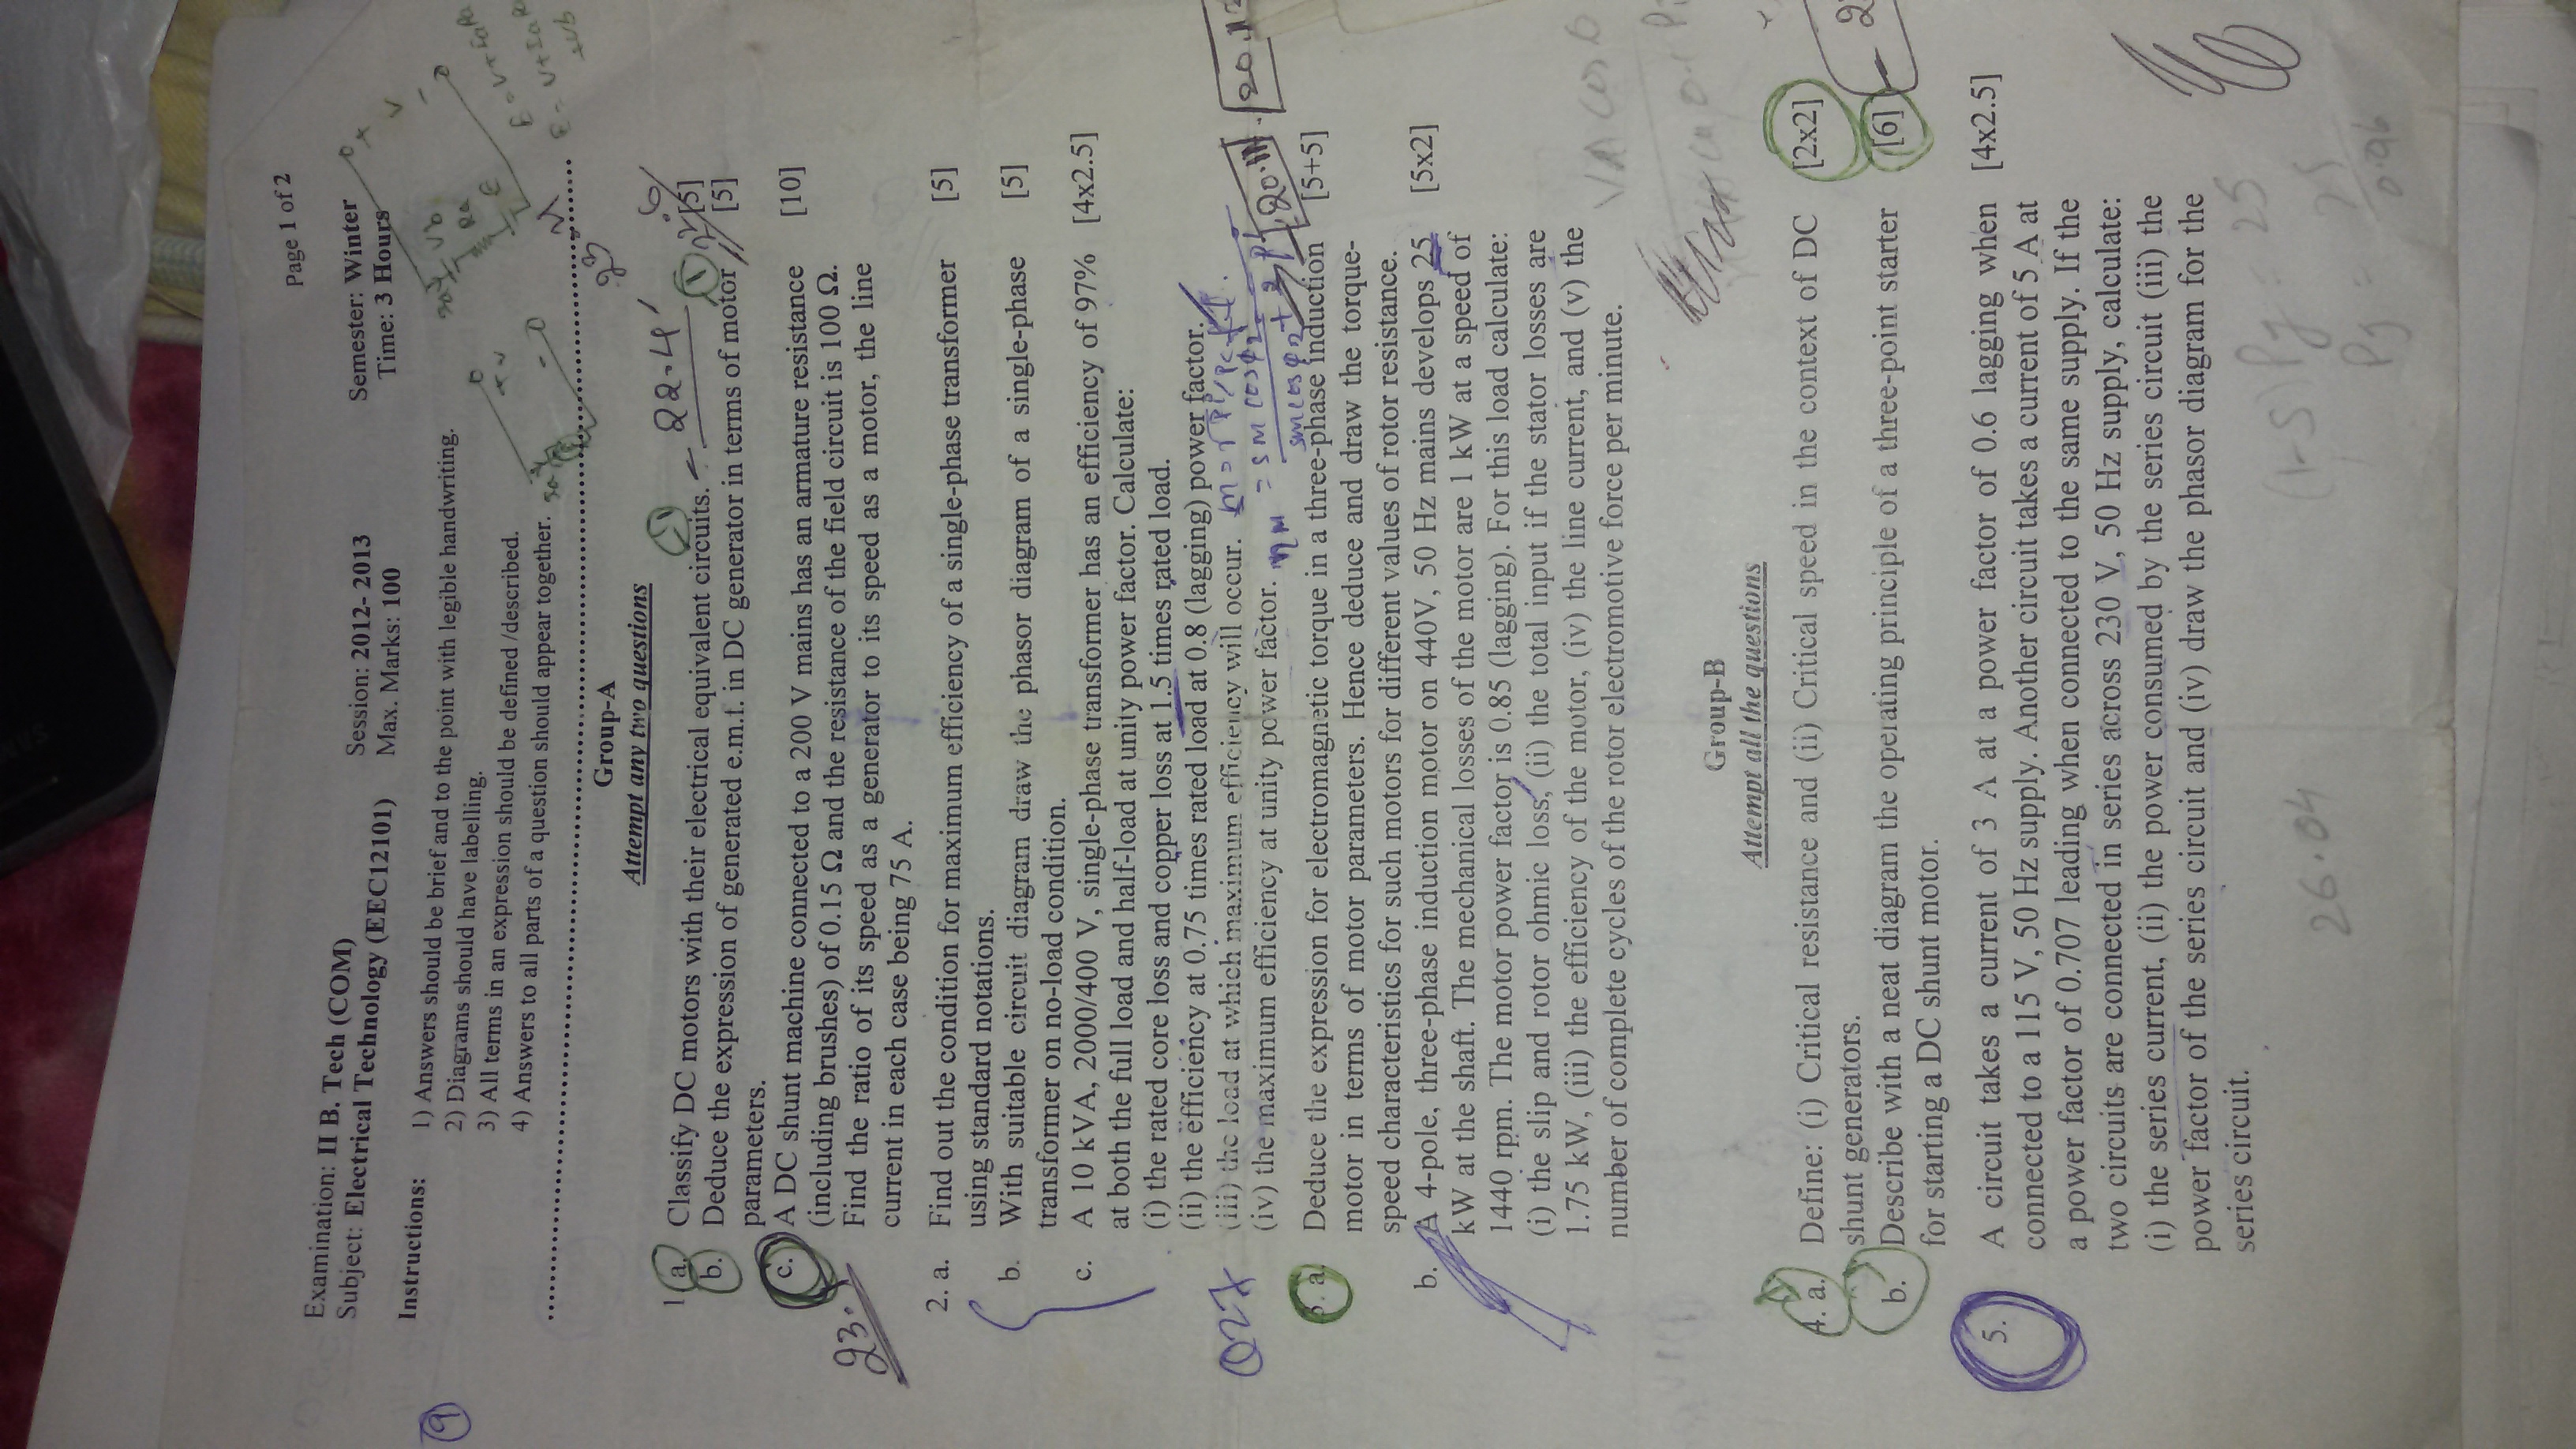 Page 1 of 2
Examination: II B. Tech (COM)
Subject: Electrical Technology (EEC12101)
Session: 2012- 2013
Max. Marks: 100
Semester: Winter
Time: 3 Hours
Instructions: 1) Answers should be brief and to the point with legible handwriting.
2) Diagrams should have labelling.
3) All terms in an expression should be defined /described.
4) Answers to all parts of a question should appear together.
9
Group-A
Attempt any two questions
1 a. Classify DC motors with their electrical equivalent circuits. [5]
22.4
b. Deduce the expression of generated e.m.f. in DC generator in terms of motor [5]
parameters.
c. A DC shunt machine connected to a 200 V mains has an armature resistance [10]
(including brushes) of 0.15 Ω and the resistance of the field circuit is 100 Ω.
Find the ratio of its speed as a generator to its speed as a motor, the line
current in each case being 75 A.
2. a. Find out the condition for maximum efficiency of a single-phase transformer [5]
using standard notations.
b. With suitable circuit diagram draw the phasor diagram of a single-phase [5]
transformer on no-load condition.
c. A 10 kVA, 2000/400 V, single-phase transformer has an efficiency of 97% [4x2.5]
at both the full load and half-load at unity power factor. Calculate:
(i) the rated core loss and copper loss at 1.5 times rated load.
(ii) the efficiency at 0.75 times rated load at 0.8 (lagging) power factor.
(iii) the load at which maximum efficiency will occur.
(iv) the maximum efficiency at unity power factor.
Q27
20.11
3. a. Deduce the expression for electromagnetic torque in a three-phase induction [5+5]
motor in terms of motor parameters. Hence deduce and draw the torque-
speed characteristics for such motors for different values of rotor resistance.
b. A 4-pole, three-phase induction motor on 440V, 50 Hz mains develops 25 [5x2]
kW at the shaft. The mechanical losses of the motor are 1 kW at a speed of
1440 rpm. The motor power factor is 0.85 (lagging). For this load calculate:
(i) the slip and rotor ohmic loss, (ii) the total input if the stator losses are
1.75 kW, (iii) the efficiency of the motor, (iv) the line current, and (v) the
number of complete cycles of the rotor electromotive force per minute.
Group-B
Attempt all the questions
4. a. Define: (i) Critical resistance and (ii) Critical speed in the context of DC [2x2]
shunt generators.
b. Describe with a neat diagram the operating principle of a three-point starter [6]
for starting a DC shunt motor.
5. A circuit takes a current of 3 A at a power factor of 0.6 lagging when [4x2.5]
connected to a 115 V, 50 Hz supply. Another circuit takes a current of 5 A at
a power factor of 0.707 leading when connected to the same supply. If the
two circuits are connected in series across 230 V, 50 Hz supply, calculate:
(i) the series current, (ii) the power consumed by the series circuit (iii) the
power factor of the series circuit and (iv) draw the phasor diagram for the
series circuit.
(1-S) Pg = 25
26.04
Pg = 25/0.96